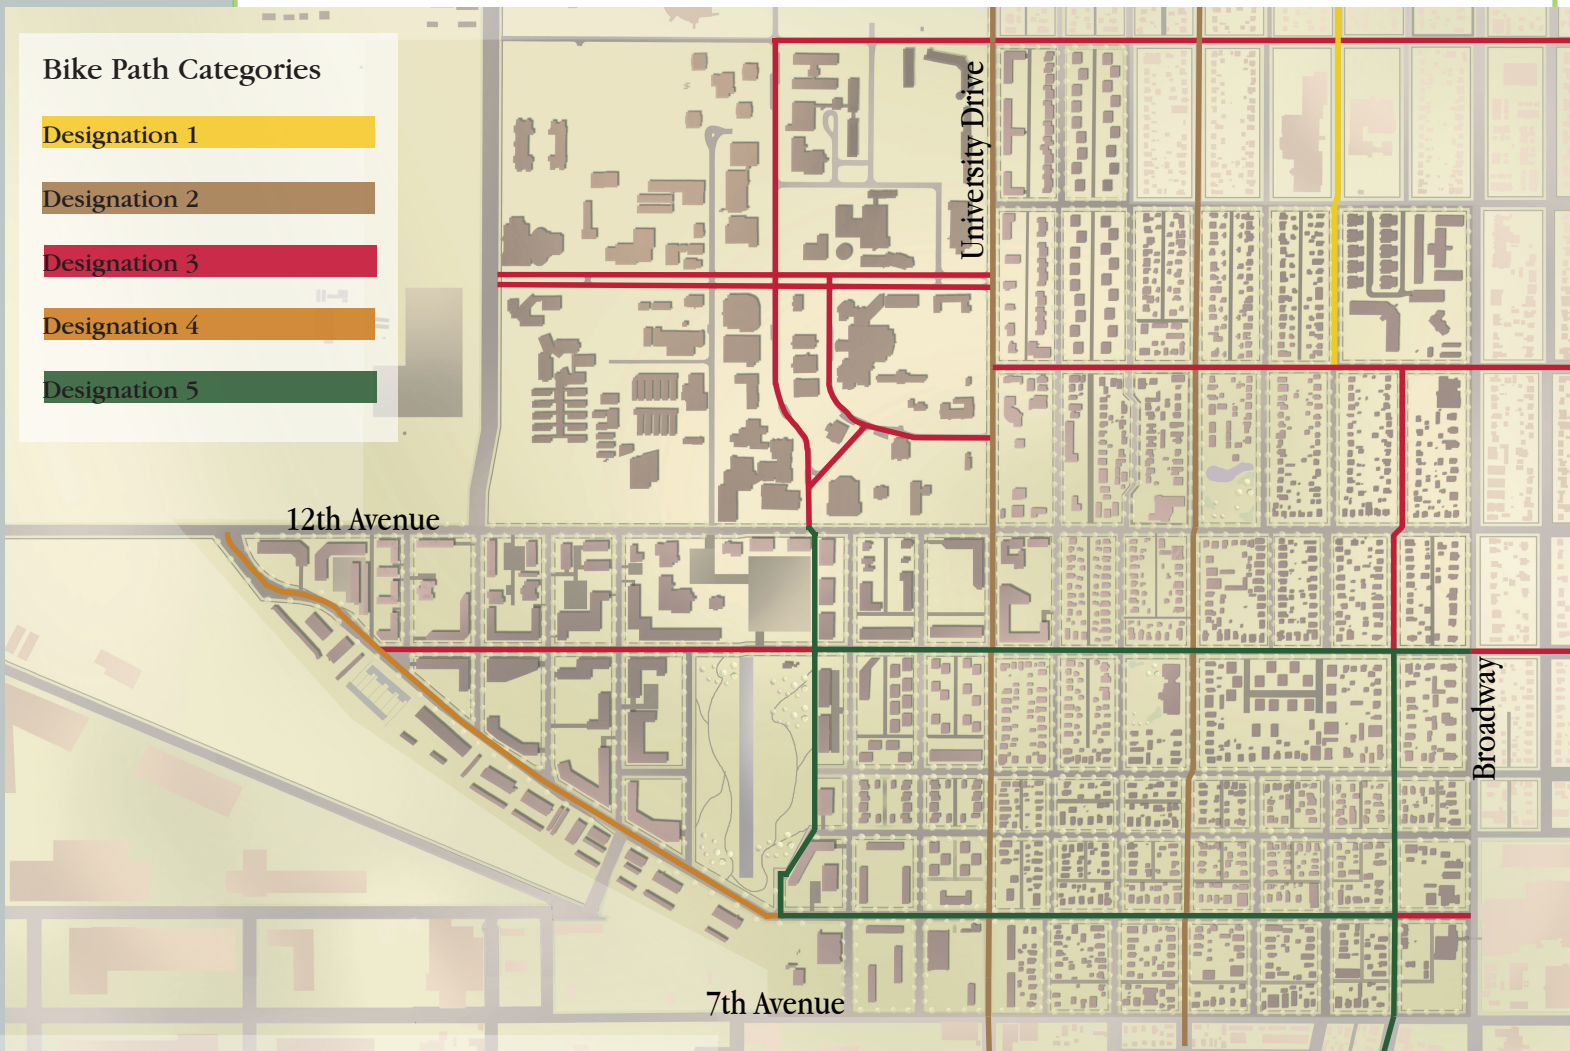 Bike Path Categories
Designation 1
Designation 2
Designation 3
Designation 4
Designation 5
University Drive
12th Avenue
Broadway
7th Avenue